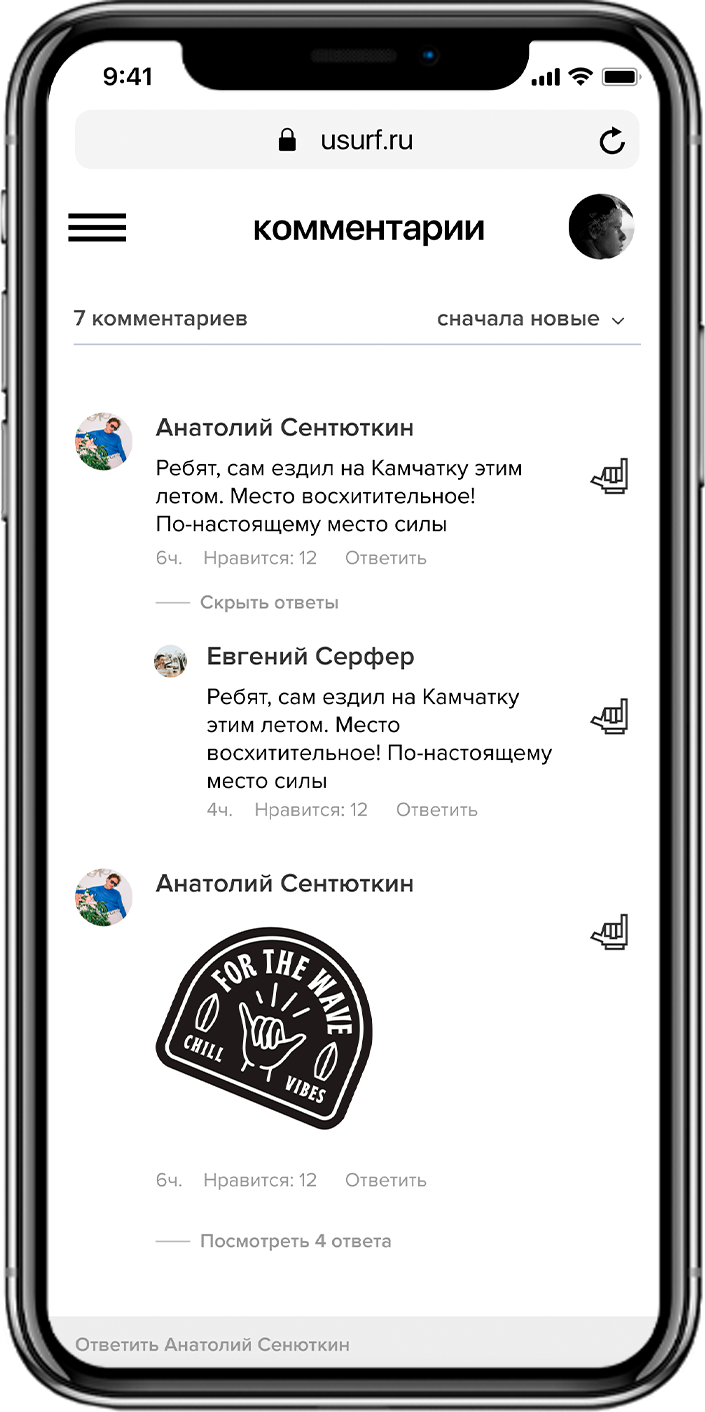 9:41
usurf.ru
комментарии
7 комментариев
сначала новые
Анатолий Сентюткин
Ребят, сам ездил на Камчатку этим
летом. Место восхитительное!
По-настоящему место силы
6ч. Нравится: 12 Ответить
Скрыть ответы
Евгений Серфер
Ребят, сам ездил на Камчатку
этим летом. Место
восхитительное! По-настоящему
место силы
4ч. Нравится: 12 Ответить
Анатолий Сентюткин
FOR THE WAVE
CHILL
VIBES
6ч. Нравится: 12 Ответить
Посмотреть 4 ответа
Ответить Анатолий Сенюткин